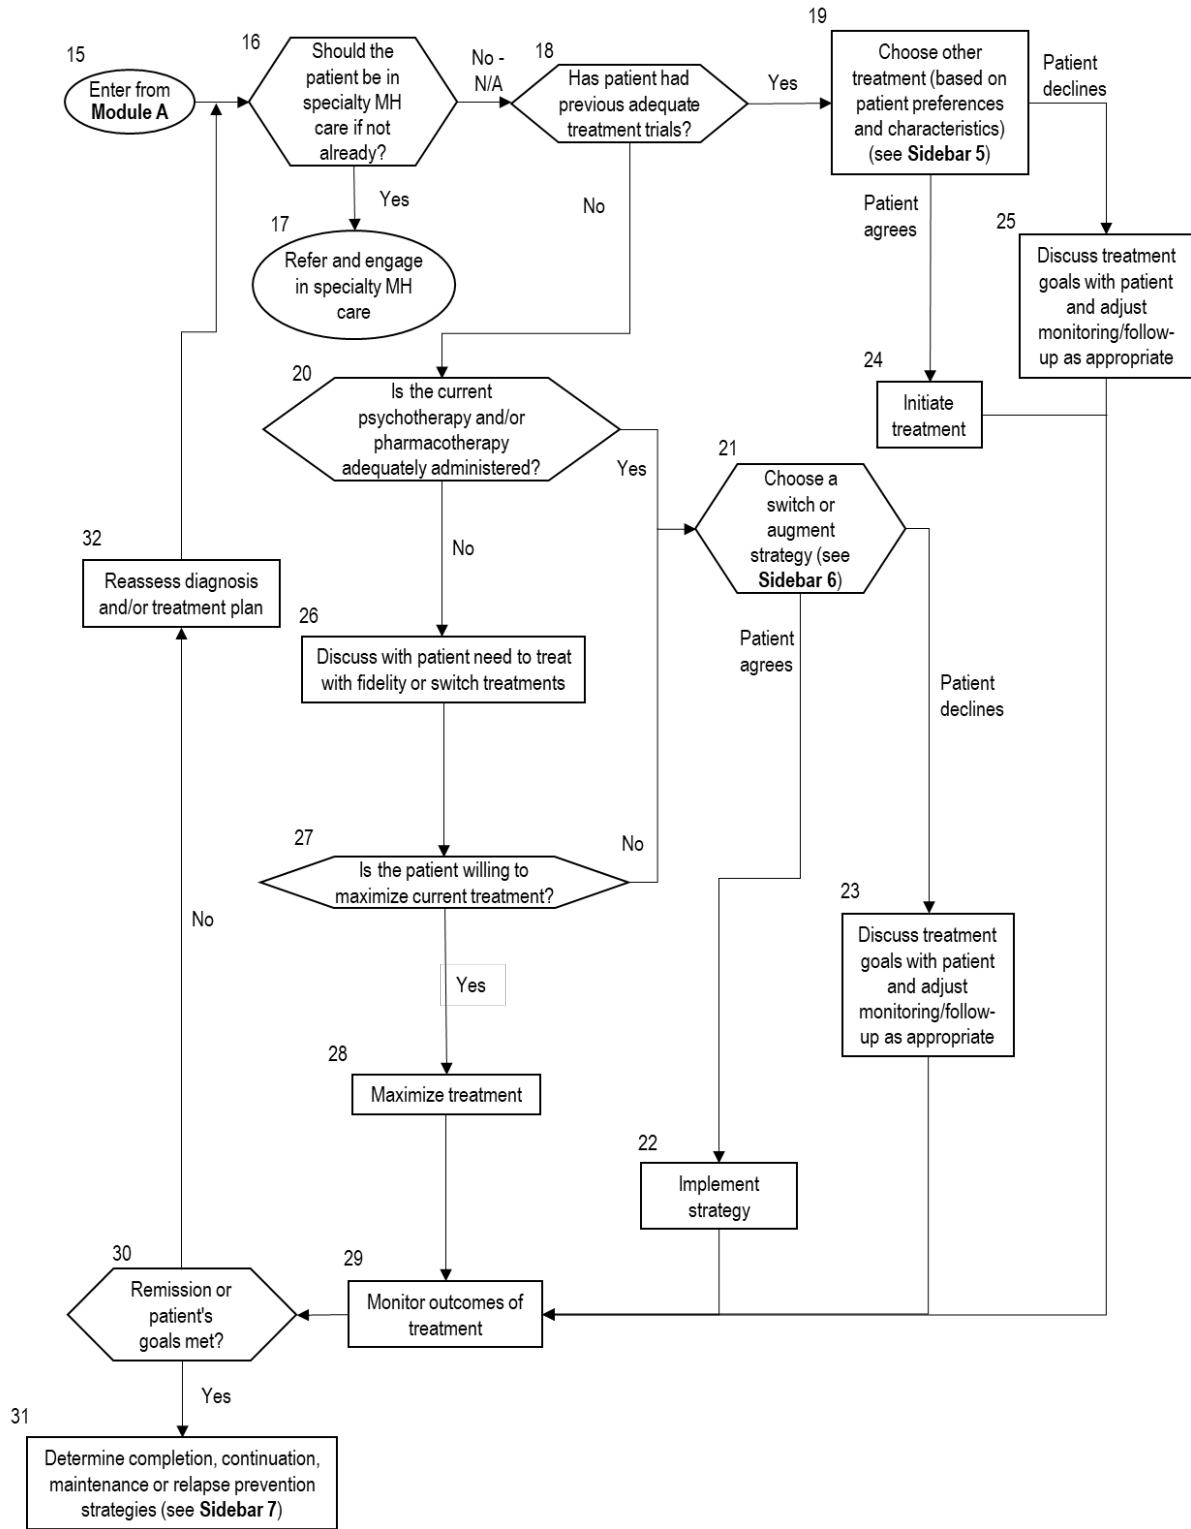 15
Enter from
Module A
16
Should the
patient be in
specialty MH
care if not
already?
No -
N/A
18
Has patient had
previous adequate
treatment trials?
Yes
19
Choose other
treatment (based on
patient preferences
and characteristics)
(see Sidebar 5)
Patient
declines
Yes
17
Refer and engage
in specialty MH
care
No
Patient
agrees
25
Discuss treatment
goals with patient
and adjust
monitoring/follow-
up as appropriate
24
Initiate
treatment
20
Is the current
psychotherapy and/or
pharmacotherapy
adequately administered?
Yes
21
Choose a
switch or
augment
strategy (see
Sidebar 6)
No
32
Reassess diagnosis
and/or treatment plan
26
Discuss with patient need to treat
with fidelity or switch treatments
Patient
agrees
Patient
declines
27
Is the patient willing to
maximize current treatment?
No
23
Discuss treatment
goals with patient
and adjust
monitoring/follow-
up as appropriate
No
Yes
28
Maximize treatment
22
Implement
strategy
30
Remission or
patient's
goals met?
29
Monitor outcomes of
treatment
Yes
31
Determine completion, continuation,
maintenance or relapse prevention
strategies (see Sidebar 7)